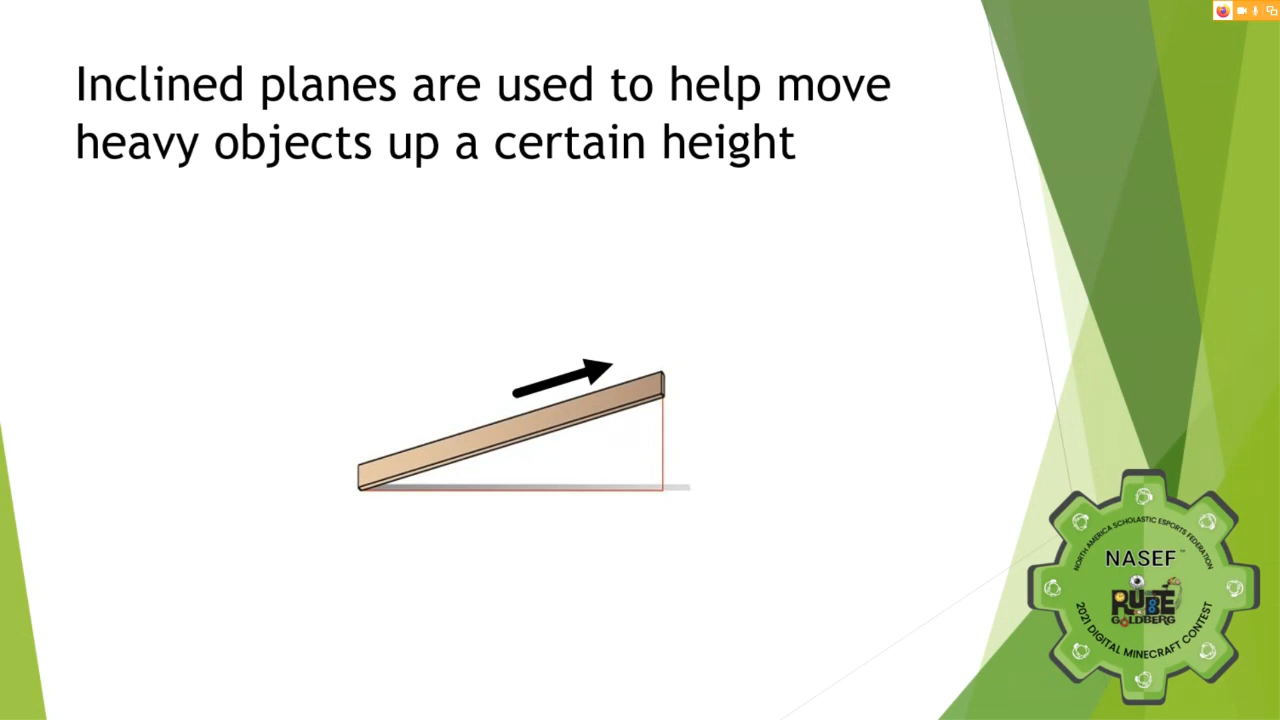 Inclined planes are used to help move
heavy objects up a certain height
NORTH AMERICA SCHOLASTIC ESPORTS FEDERATION
NASEF™
RUBE
GOLDBERG
2021 DIGITAL MINECRAFT CONTEST